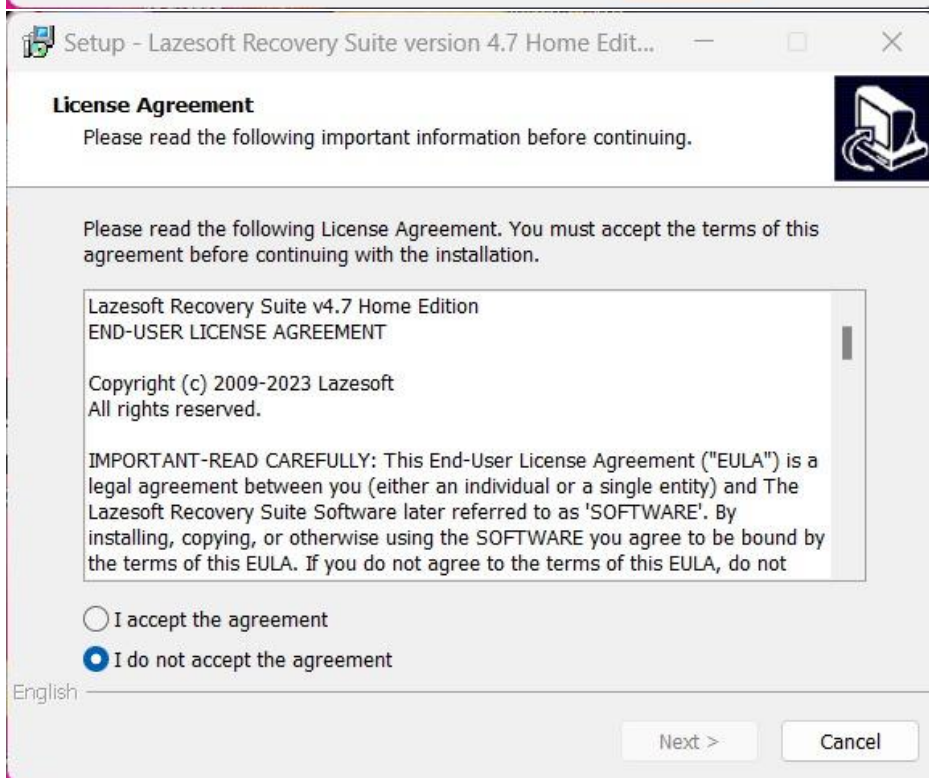 Setup - Lazesoft Recovery Suite version 4.7 Home Edit...
License Agreement
Please read the following important information before continuing.
Please read the following License Agreement. You must accept the terms of this
agreement before continuing with the installation.
Lazesoft Recovery Suite v4.7 Home Edition
END-USER LICENSE AGREEMENT
Copyright (c) 2009-2023 Lazesoft
All rights reserved.
IMPORTANT-READ CAREFULLY: This End-User License Agreement ("EULA") is a
legal agreement between you (either an individual or a single entity) and The
Lazesoft Recovery Suite Software later referred to as 'SOFTWARE'. By
installing, copying, or otherwise using the SOFTWARE you agree to be bound by
the terms of this EULA. If you do not agree to the terms of this EULA, do not
I accept the agreement
I do not accept the agreement
English
Next >
Cancel